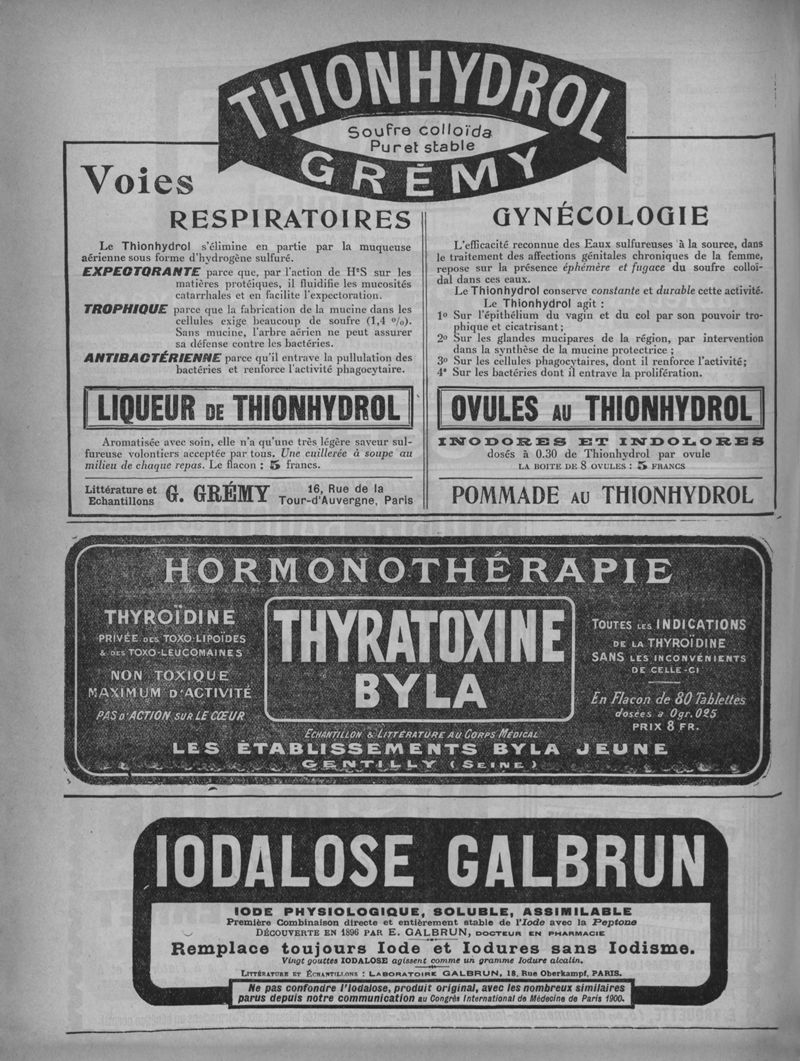 THIONHYDROL
Soufre colloïda
Pur et stable
GRÉMY
Voies
RESPIRATOIRES
Le Thionhydrol s'élimine en partie par la muqueuse
aérienne sous forme d'hydrogène sulfuré.
EXPECTORANTE parce que, par l'action de H²S sur les
matières protéiques, il fluidifie les mucosités
catarrhales et en facilite l'expectoration.
TROPHIQUE parce que la fabrication de la mucine dans les
cellules exige beaucoup de soufre (1,4 %).
Sans mucine, l'arbre aérien ne peut assurer
sa défense contre les bactéries.
ANTIBACTÉRIENNE parce qu'il entrave la pullulation des
bactéries et renforce l'activité phagocytaire.
LIQUEUR DE THIONHYDROL
Aromatisée avec soin, elle n'a qu'une très légère saveur sul-
fureuse volontiers acceptée par tous. Une cuillerée à soupe au
milieu de chaque repas. Le flacon : 5 francs.
Littérature et
Echantillons
G. GRÉMY
16, Rue de la
Tour-d'Auvergne, Paris
GYNÉCOLOGIE
L'efficacité reconnue des Eaux sulfureuses à la source, dans
le traitement des affections génitales chroniques de la femme,
repose sur la présence éphémère et fugace du soufre colloï-
dal dans ces eaux.
Le Thionhydrol conserve constante et durable cette activité.
Le Thionhydrol agit :
1º Sur l'épithélium du vagin et du col par son pouvoir tro-
phique et cicatrisant;
2º Sur les glandes mucipares de la région, par intervention
dans la synthèse de la mucine protectrice ;
3º Sur les cellules phagocytaires, dont il renforce l'activité;
4º Sur les bactéries dont il entrave la prolifération.
OVULES AU THIONHYDROL
INODORES ET INDOLORES
dosés à 0.30 de Thionhydrol par ovule
LA BOITE DE 8 OVULES : 5 FRANCS
POMMADE AU THIONHYDROL
HORMONOTHÉRAPIE
THYROÏDINE
PRIVÉE DES TOXO-LIPOÏDES
& DES TOXO-LEUCOMAINES
NON TOXIQUE
MAXIMUM D'ACTIVITÉ
PAS D'ACTION SUR LE CŒUR
THYRATOXINE
BYLA
TOUTES LES INDICATIONS
DE LA THYROÏDINE
SANS LES INCONVÉNIENTS
DE CELLE-CI
En Flacon de 80 Tablettes
dosées à 0gr. 025
PRIX 8 FR.
ECHANTILLON & LITTÉRATURE AU CORPS MÉDICAL
LES ETABLISSEMENTS BYLA JEUNE
GENTILLY (SEINE)
IODALOSE GALBRUN
IODE PHYSIOLOGIQUE, SOLUBLE, ASSIMILABLE
Première Combinaison directe et entièrement stable de l'Iode avec la Peptone
DÉCOUVERTE EN 1896 PAR E. GALBRUN, DOCTEUR EN PHARMACIE
Remplace toujours Iode et Iodures sans Iodisme.
Vingt gouttes IODALOSE agissent comme un gramme Iodure alcalin.
LITTÉRATURE ET ÉCHANTILLONS : LABORATOIRE GALBRUN, 18, Rue Oberkampf, PARIS.
Ne pas confondre l'Iodalose, produit original, avec les nombreux similaires
parus depuis notre communication au Congrès International de Médecine de Paris 1900.